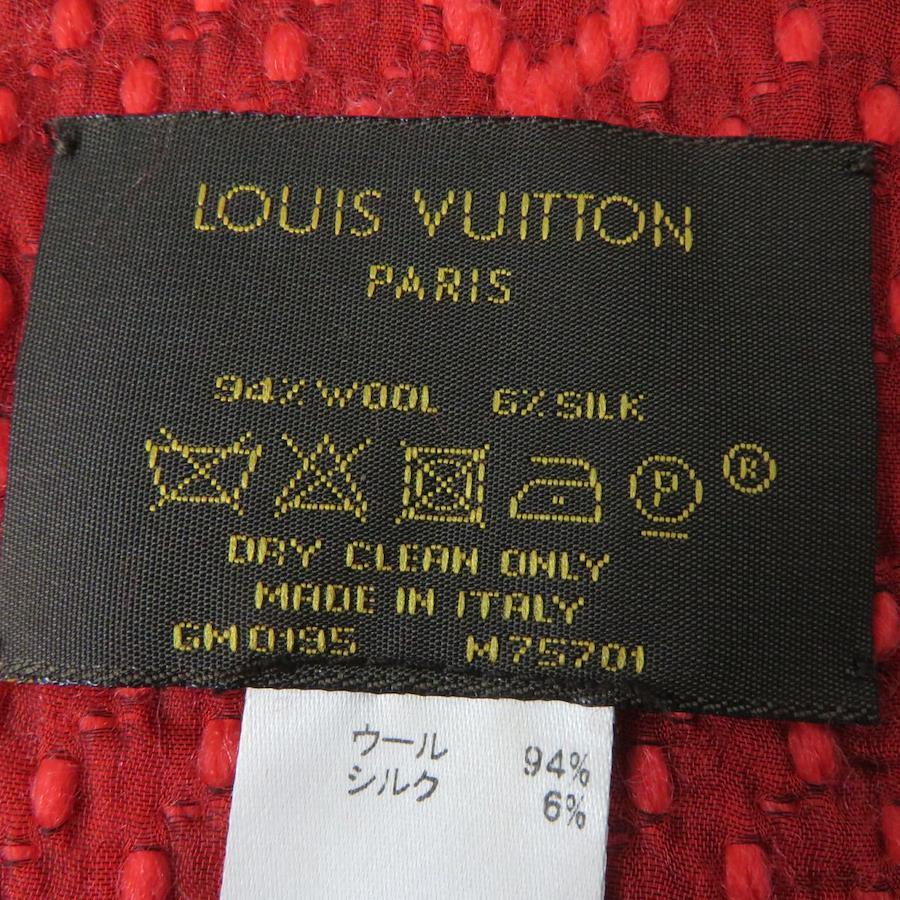 LOUIS VUITTON
PARIS
94% WOOL 6% SILK
P ®
DRY CLEAN ONLY
MADE IN ITALY
GM0195 M75701
ウール 94%
シルク 6%